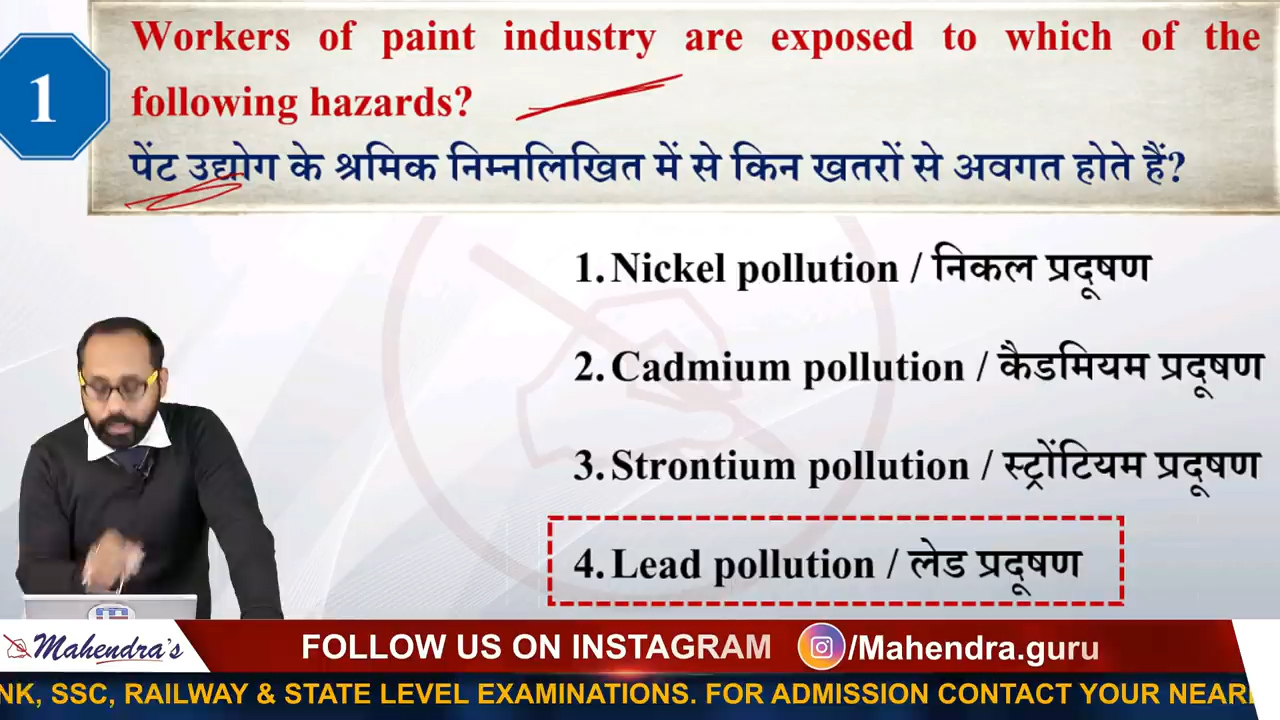 1
Workers of paint industry are exposed to which of the
following hazards?
पेंट उद्योग के श्रमिक निम्नलिखित में से किन खतरों से अवगत होते हैं?
1. Nickel pollution / निकल प्रदूषण
2. Cadmium pollution / कैडमियम प्रदूषण
3. Strontium pollution / स्ट्रोंटियम प्रदूषण
4. Lead pollution / लेड प्रदूषण
Mahendra's
FOLLOW US ON INSTAGRAM /Mahendra.guru
NK, SSC, RAILWAY & STATE LEVEL EXAMINATIONS. FOR ADMISSION CONTACT YOUR